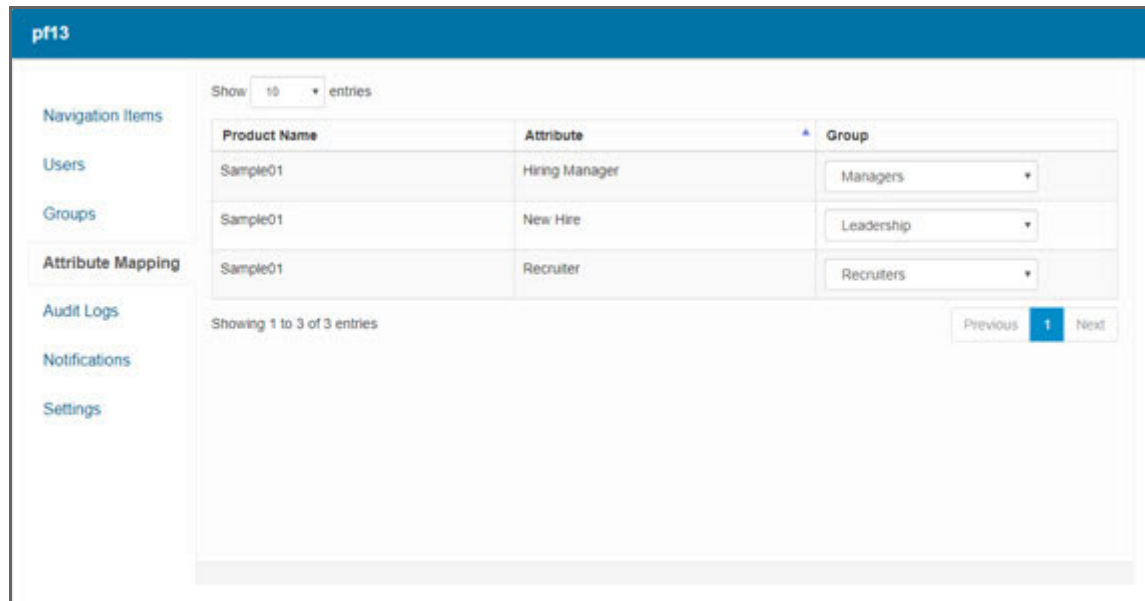 pf13
Navigation Items
Users
Groups
Attribute Mapping
Audit Logs
Notifications
Settings
Show 10 entries
Product Name Attribute Group
Sample01 Hiring Manager Managers
Sample01 New Hire Leadership
Sample01 Recruiter Recruiters
Showing 1 to 3 of 3 entries Previous 1 Next